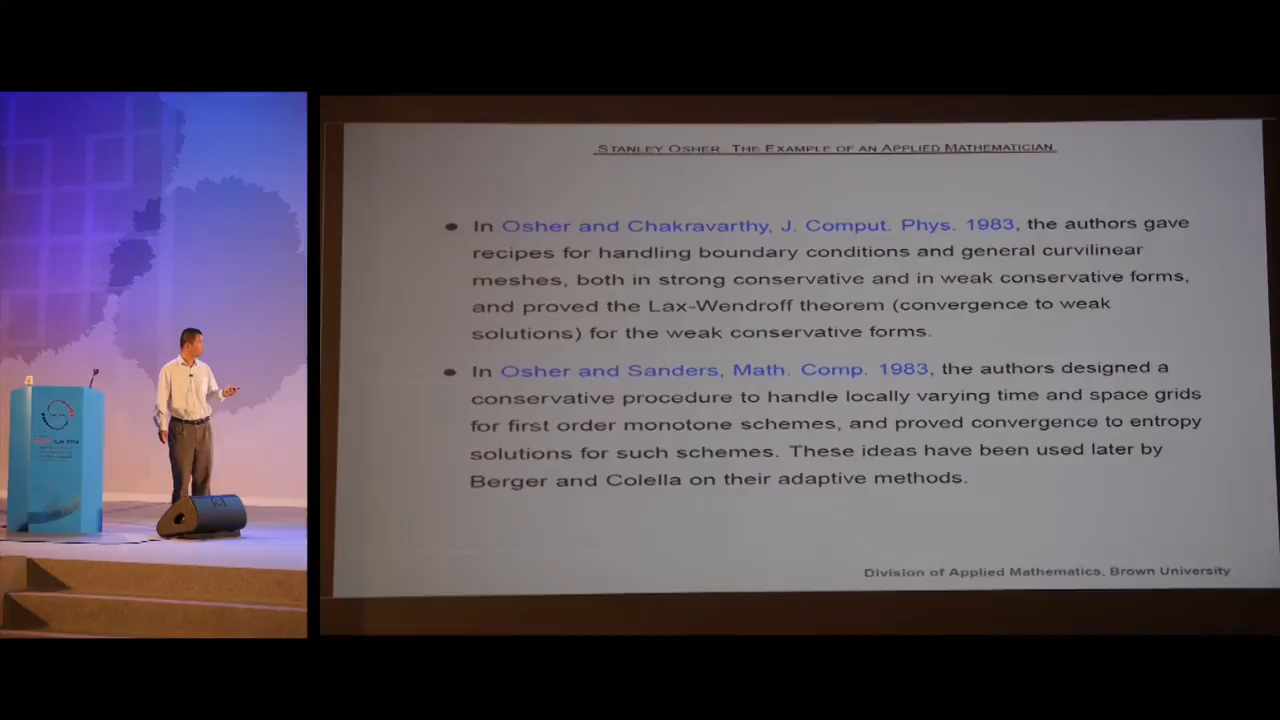 STANLEY OSHER: THE EXAMPLE OF AN APPLIED MATHEMATICIAN
● In Osher and Chakravarthy, J. Comput. Phys. 1983, the authors gave
recipes for handling boundary conditions and general curvilinear
meshes, both in strong conservative and in weak conservative forms,
and proved the Lax-Wendroff theorem (convergence to weak
solutions) for the weak conservative forms.
● In Osher and Sanders, Math. Comp. 1983, the authors designed a
conservative procedure to handle locally varying time and space grids
for first order monotone schemes, and proved convergence to entropy
solutions for such schemes. These ideas have been used later by
Berger and Colella on their adaptive methods.
Division of Applied Mathematics, Brown University